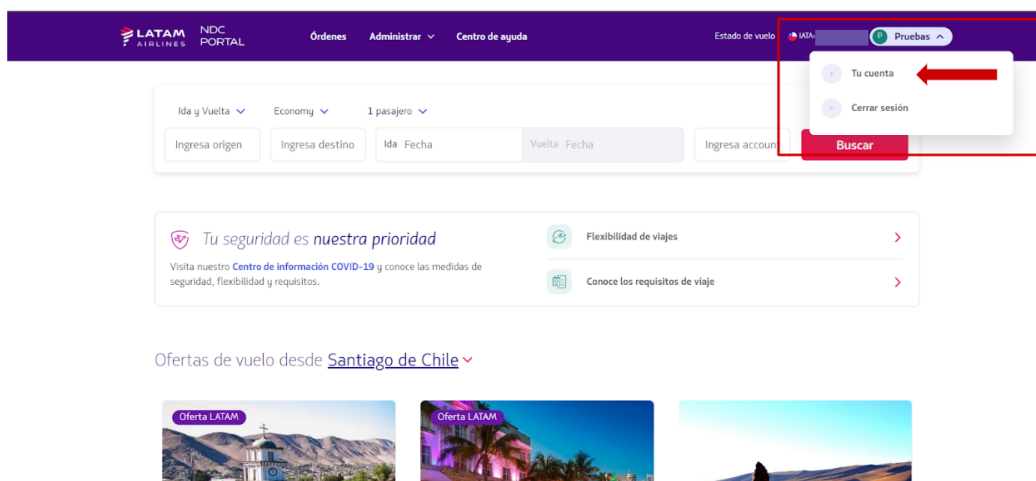 LATAM AIRLINES
NDC PORTAL
Órdenes
Administrar
Centro de ayuda
Estado de vuelo
IATA:
P Pruebas
Tu cuenta
Cerrar sesión
Ida y Vuelta
Economy
1 pasajero
Ingresa origen
Ingresa destino
Ida Fecha
Vuelta Fecha
Ingresa accoun
Buscar
Tu seguridad es nuestra prioridad
Visita nuestro Centro de información COVID-19 y conoce las medidas de
seguridad, flexibilidad y requisitos.
Flexibilidad de viajes
Conoce los requisitos de viaje
Ofertas de vuelo desde Santiago de Chile
Oferta LATAM
Oferta LATAM